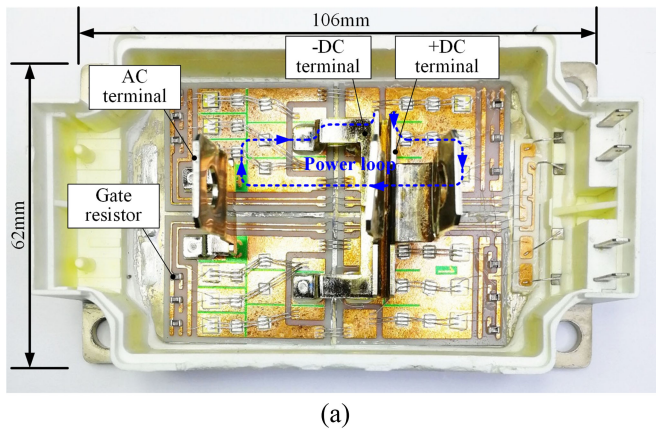 106mm
-DC
terminal
+DC
terminal
AC
terminal
Power loop
Gate
resistor
62mm
(a)